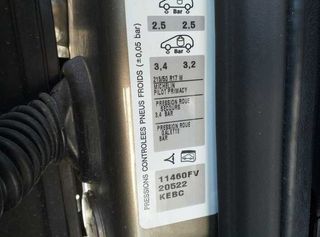 Bar
2.5 2.5
Bar
3,4 3,2
215/50 R17 W
MICHELIN
PILOT PRIMACY
PRESSION ROUE
SECOURS
3,4 BAR
PRESSION ROUE
GALETTE
BAR
11460FV
20522
KEBC
PRESSIONS CONTROLEES PNEUS FROIDS (±0,05 bar)